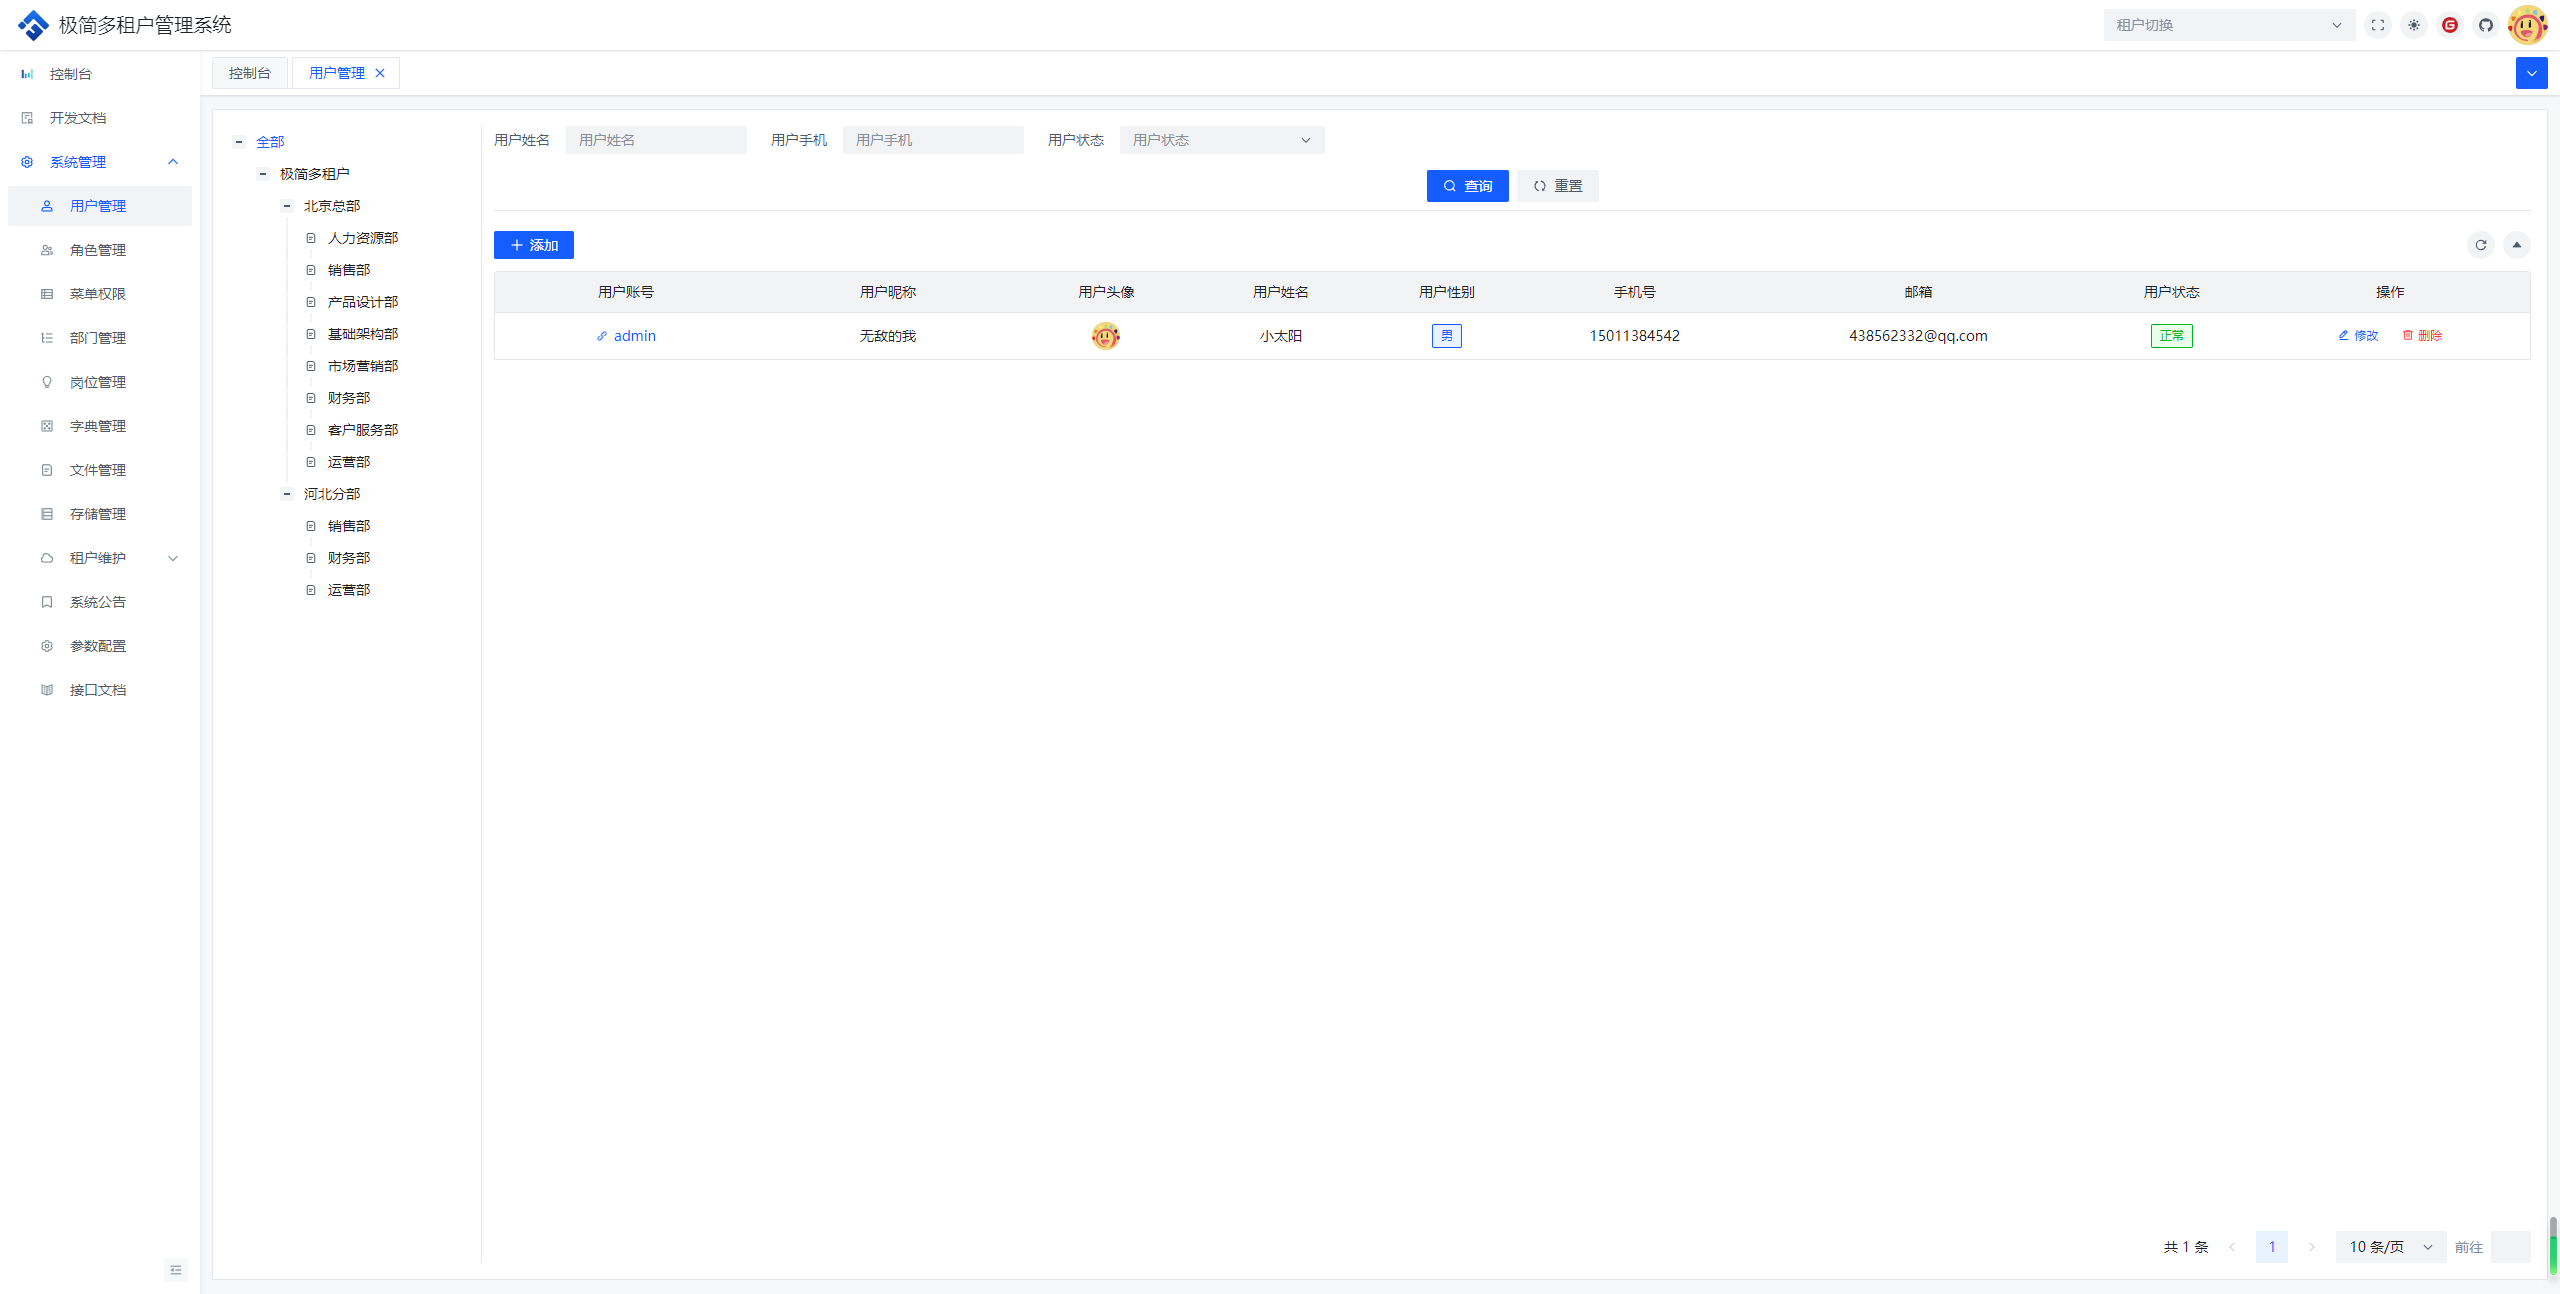 极简多租户管理系统
租户切换
控制台
开发文档
系统管理
用户管理
角色管理
菜单权限
部门管理
岗位管理
字典管理
文件管理
存储管理
租户维护
系统公告
参数配置
接口文档
控制台 用户管理
全部
极简多租户
北京总部
人力资源部
销售部
产品设计部
基础架构部
市场营销部
财务部
客户服务部
运营部
河北分部
销售部
财务部
运营部
用户姓名 用户姓名 用户手机 用户手机 用户状态 用户状态
查询 重置
添加
用户账号 用户昵称 用户头像 用户姓名 用户性别 手机号 邮箱 用户状态 操作
admin 无敌的我 小太阳 男 15011384542 438562332@qq.com 正常 修改 删除
共 1 条 1 10 条/页 前往